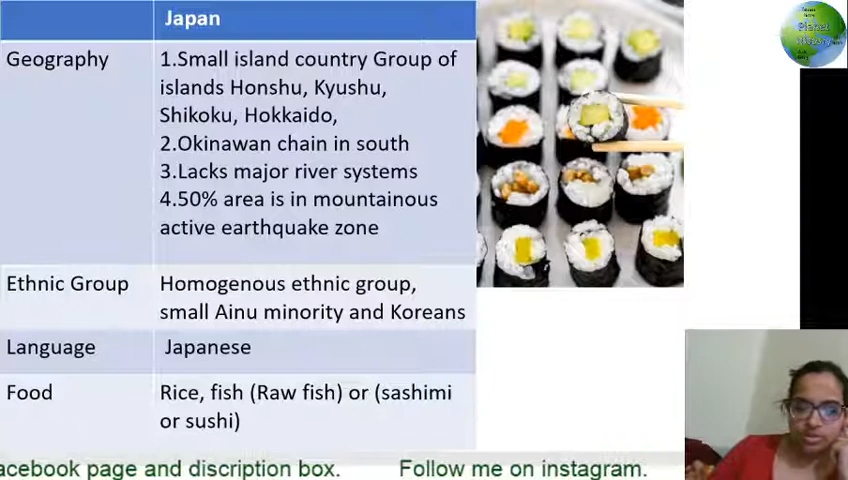 Japan
Geography
1.Small island country Group of
islands Honshu, Kyushu,
Shikoku, Hokkaido,
2.Okinawan chain in south
3.Lacks major river systems
4.50% area is in mountainous
active earthquake zone
Ethnic Group
Homogenous ethnic group,
small Ainu minority and Koreans
Language
Japanese
Food
Rice, fish (Raw fish) or (sashimi
or sushi)
acebook page and discription box.
Follow me on instagram.